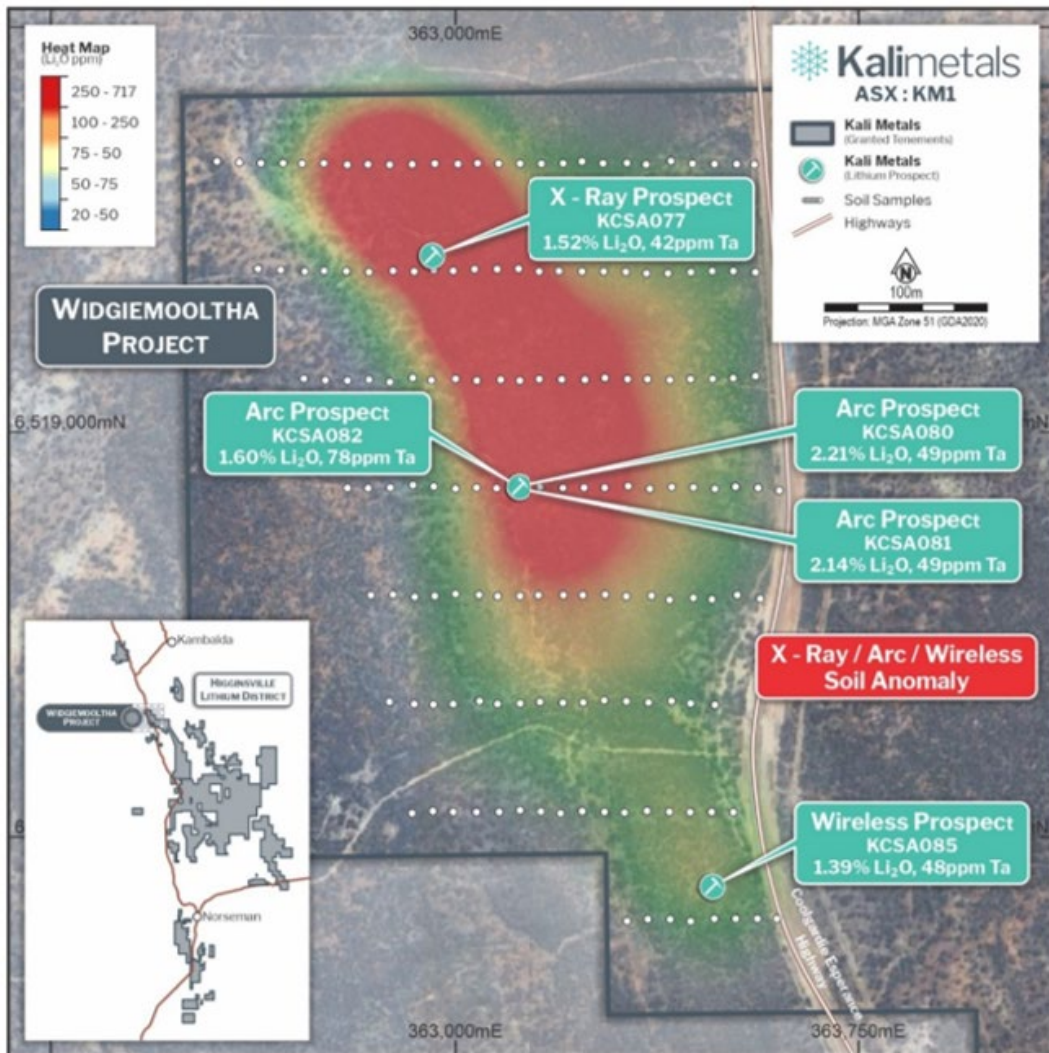 363,000mE
Heat Map
(Li₂O ppm)
250 - 717
100 - 250
75 - 50
50 -75
20 -50
Kalimetals
ASX : KM1
Kali Metals
(Granted Tenements)
Kali Metals
(Lithium Prospect)
Soil Samples
Highways
N
100m
Projection: MGA Zone 51 (GDA2020)
X - Ray Prospect
KCSA077
1.52% Li₂O, 42ppm Ta
WIDGIEMOOLTHA
PROJECT
6,519,000mN
Arc Prospect
KCSA082
1.60% Li₂O, 78ppm Ta
Arc Prospect
KCSA080
2.21% Li₂O, 49ppm Ta
Arc Prospect
KCSA081
2.14% Li₂O, 49ppm Ta
X - Ray / Arc / Wireless
Soil Anomaly
Kambalda
HIGGINSVILLE
LITHIUM DISTRICT
WIDGIEMOOLTHA
PROJECT
Norseman
Wireless Prospect
KCSA085
1.39% Li₂O, 48ppm Ta
Coolgardie Esperance
Highway
363,000mE
363,750mE